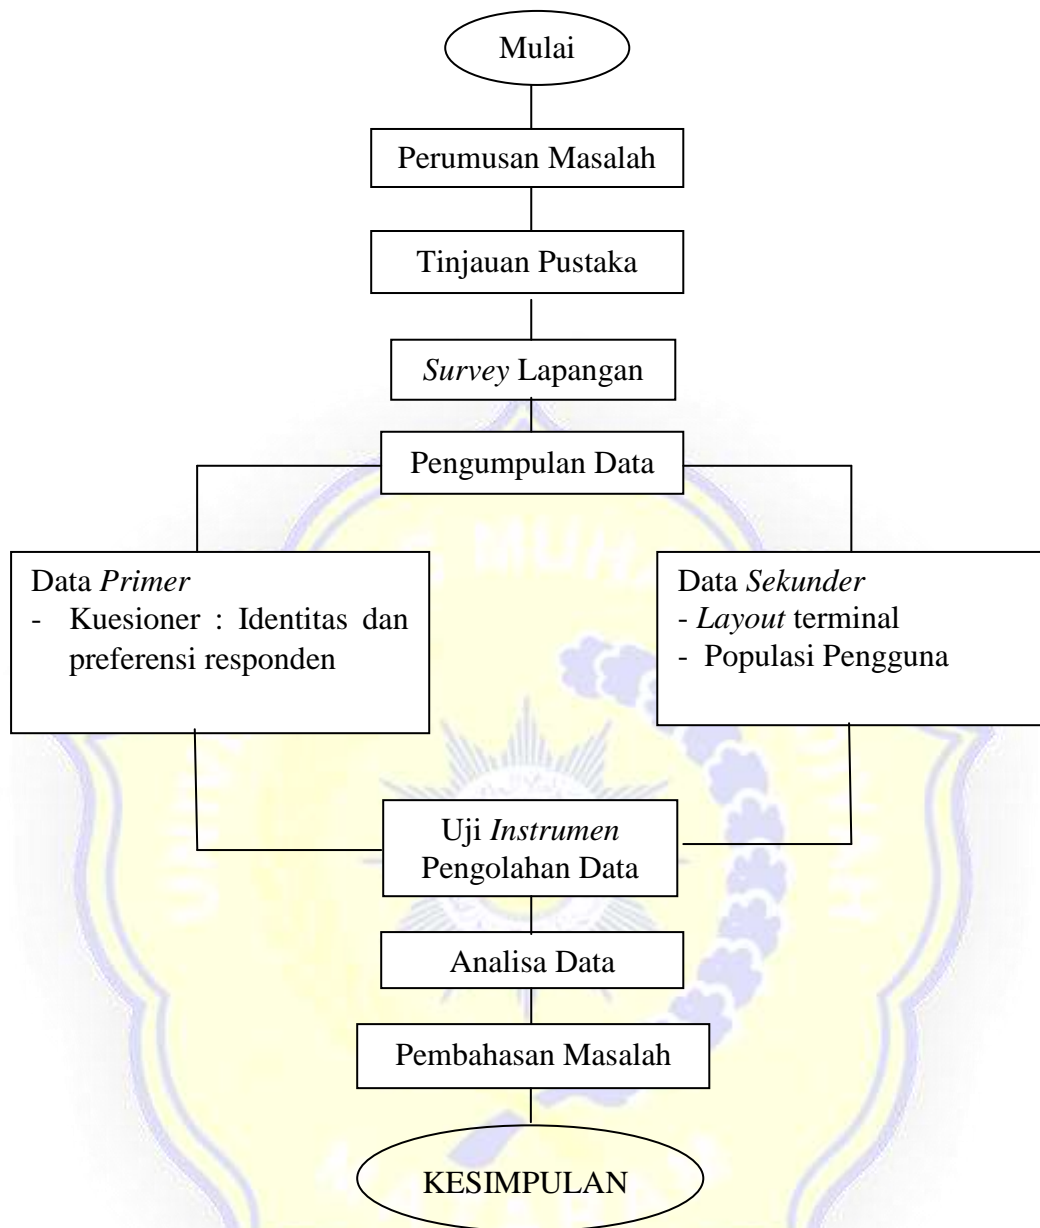 Mulai
Perumusan Masalah
Tinjauan Pustaka
Survey Lapangan
Pengumpulan Data
Data Primer
- Kuesioner : Identitas dan
preferensi responden
Data Sekunder
- Layout terminal
- Populasi Pengguna
Uji Instrumen
Pengolahan Data
Analisa Data
Pembahasan Masalah
KESIMPULAN